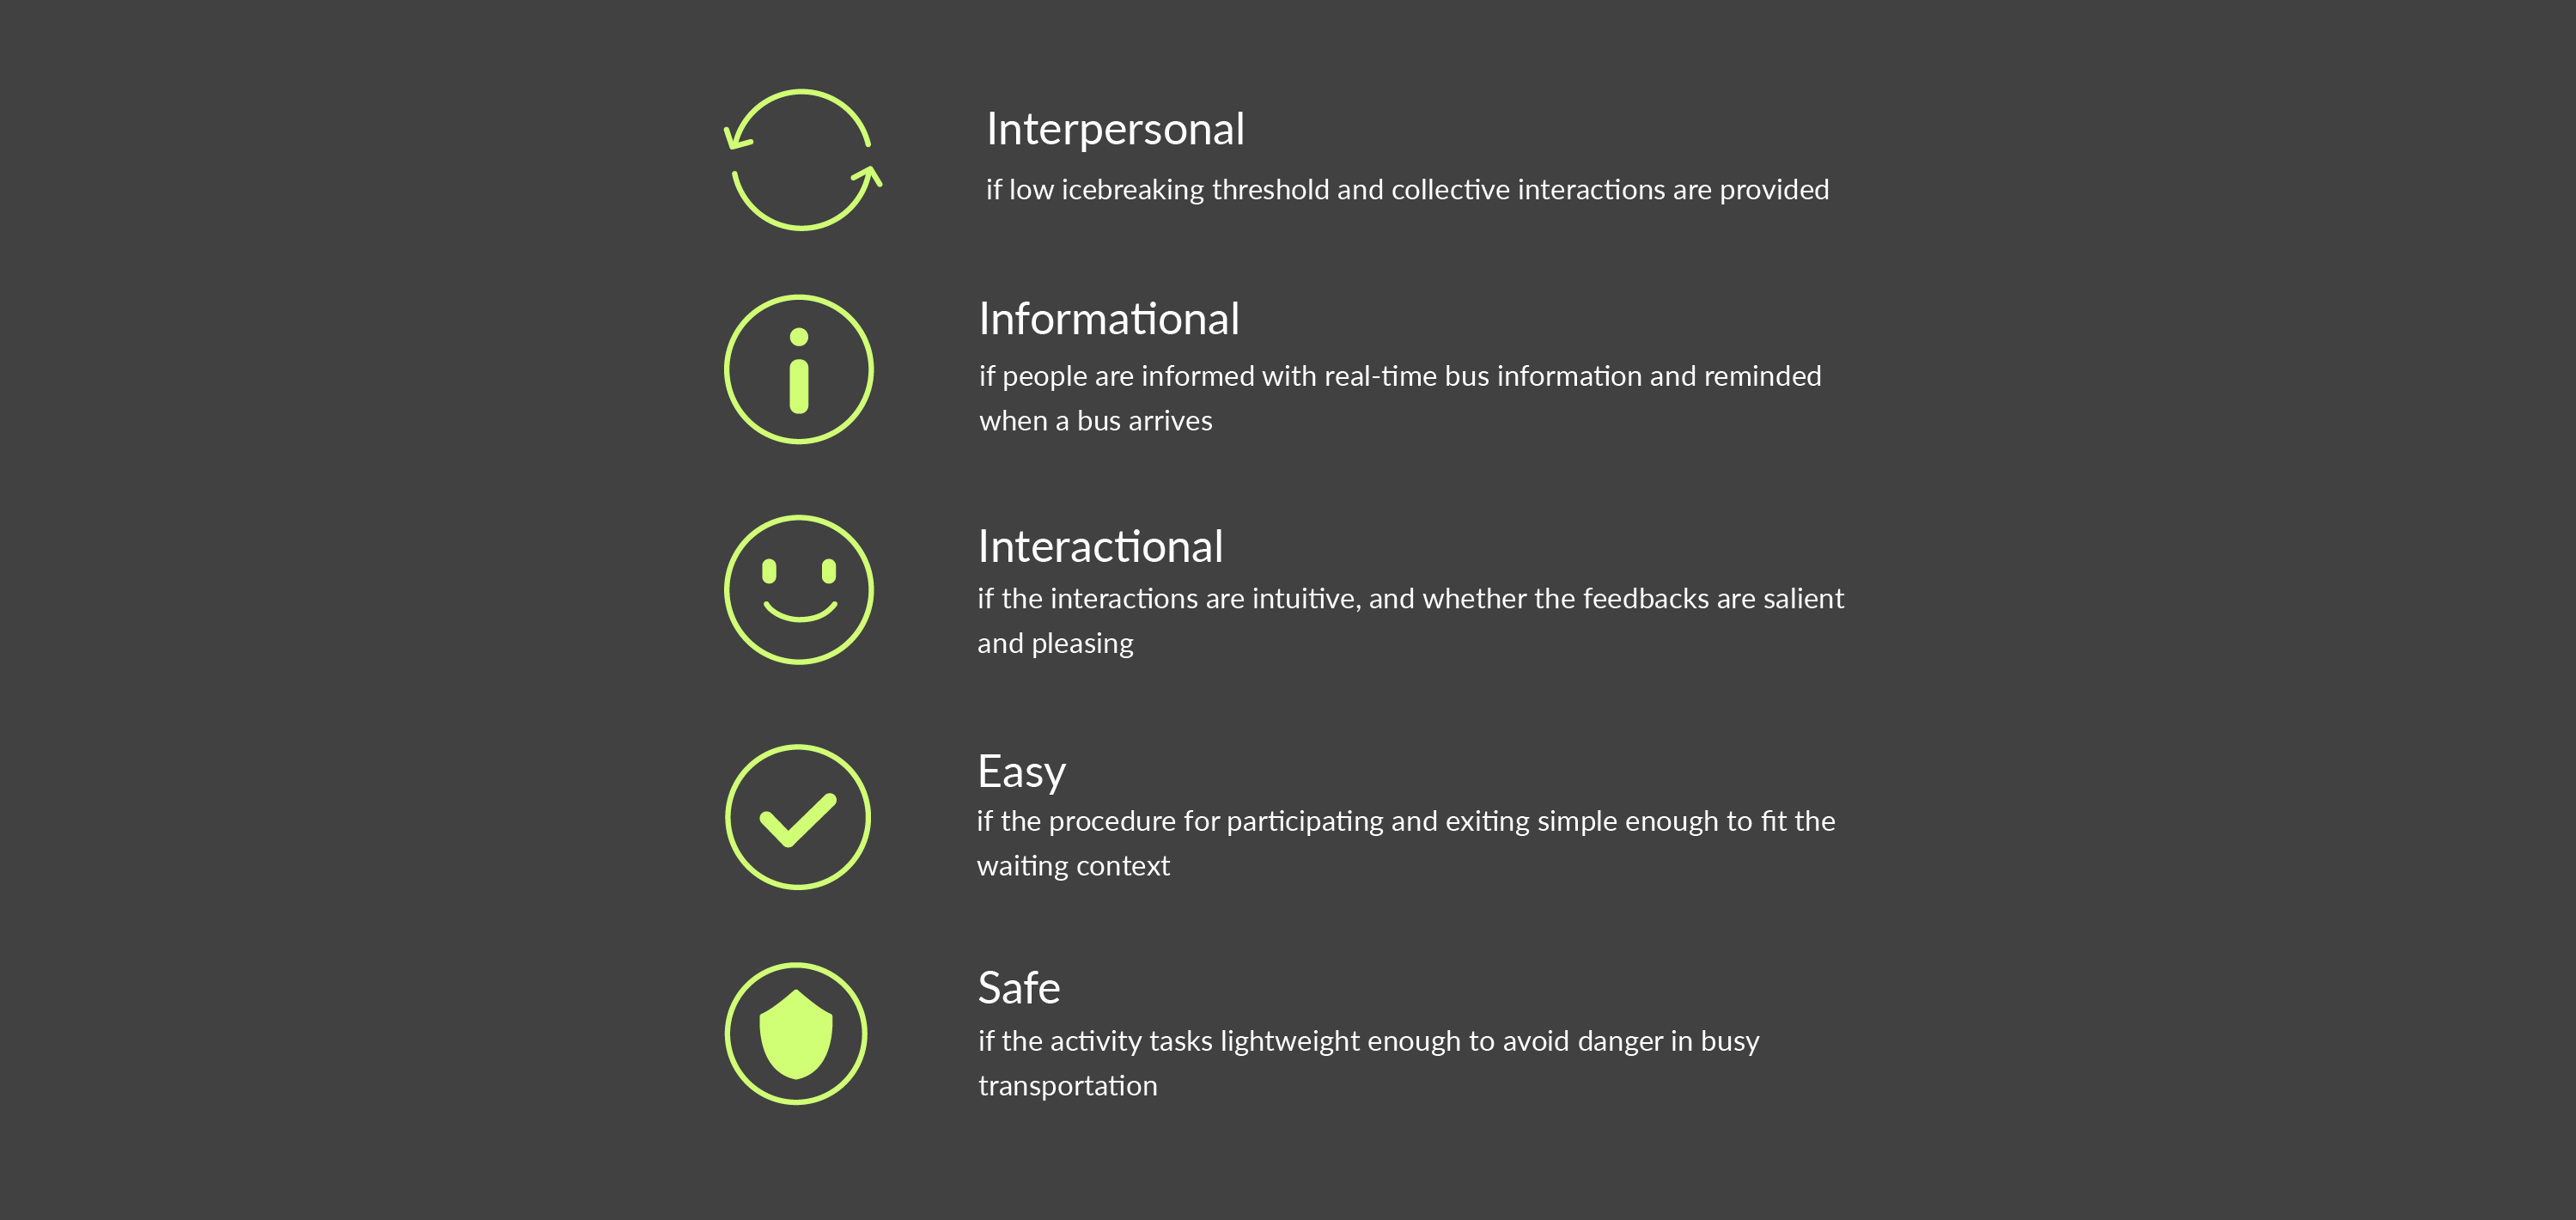 Interpersonal
if low icebreaking threshold and collective interactions are provided
Informational
if people are informed with real-time bus information and reminded
when a bus arrives
Interactional
if the interactions are intuitive, and whether the feedbacks are salient
and pleasing
Easy
if the procedure for participating and exiting simple enough to fit the
waiting context
Safe
if the activity tasks lightweight enough to avoid danger in busy
transportation